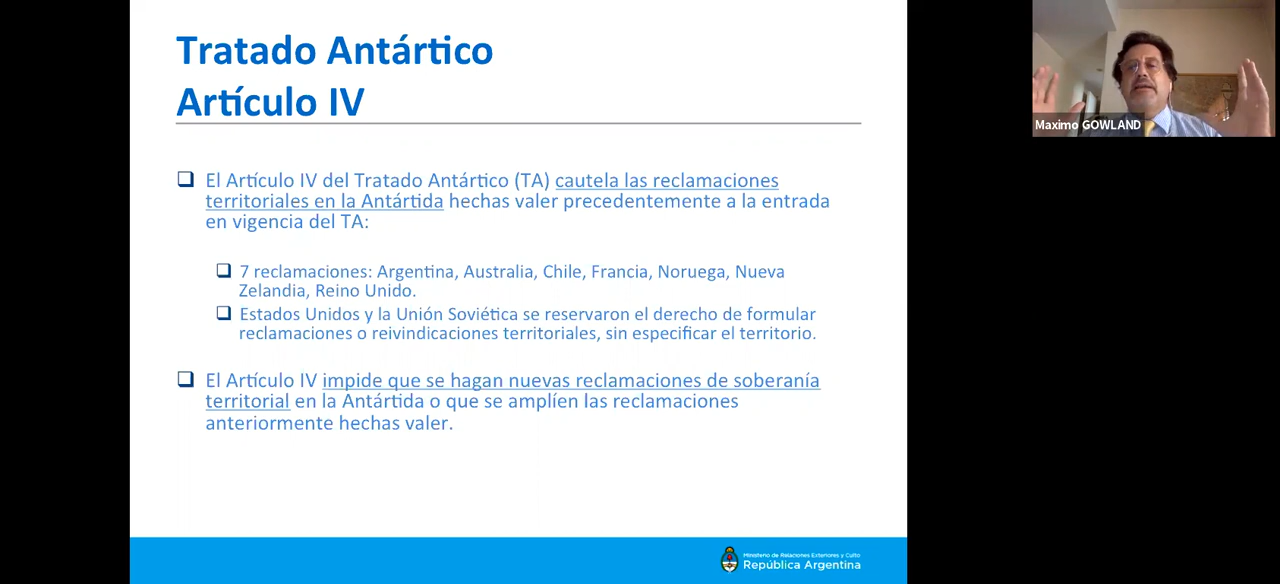 Tratado Antártico
Artículo IV
El Artículo IV del Tratado Antártico (TA) cautela las reclamaciones
territoriales en la Antártida hechas valer precedentemente a la entrada
en vigencia del TA:
7 reclamaciones: Argentina, Australia, Chile, Francia, Noruega, Nueva
Zelandia, Reino Unido.
Estados Unidos y la Unión Soviética se reservaron el derecho de formular
reclamaciones o reivindicaciones territoriales, sin especificar el territorio.
El Artículo IV impide que se hagan nuevas reclamaciones de soberanía
territorial en la Antártida o que se amplíen las reclamaciones
anteriormente hechas valer.
Ministerio de Relaciones Exteriores y Culto
República Argentina
Maximo GOWLAND